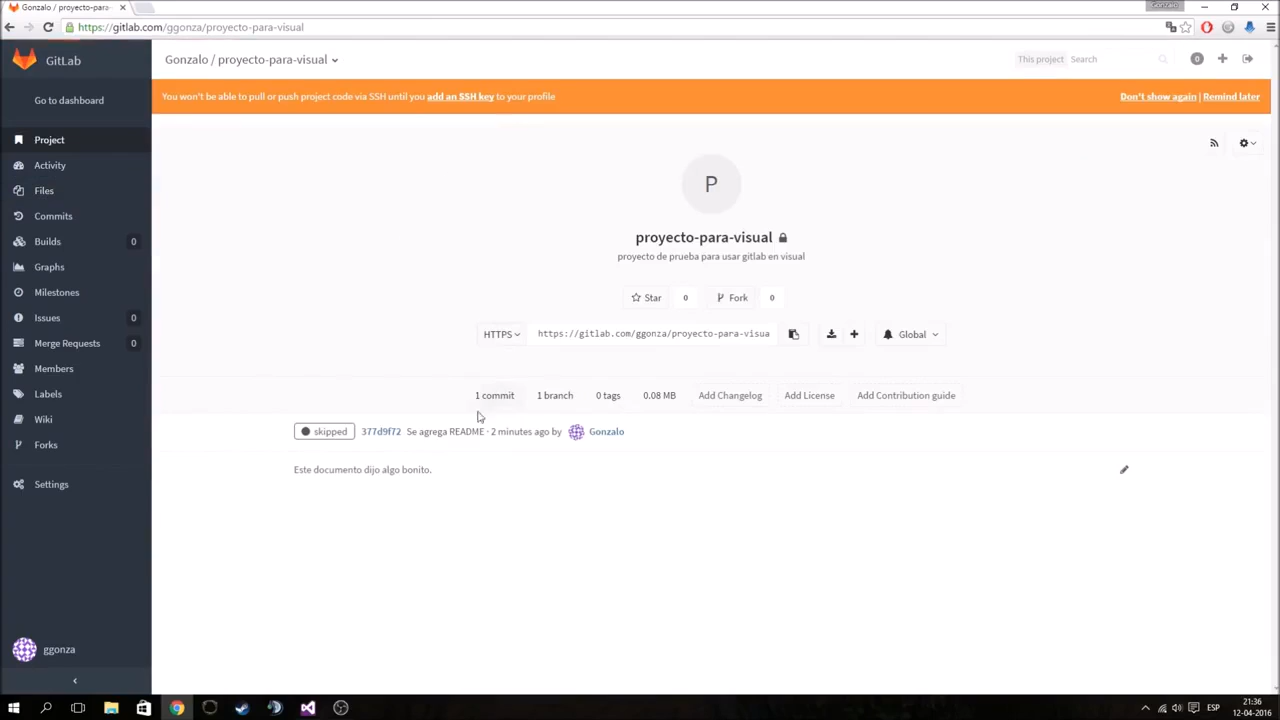 Gonzalo / proyecto-para-
Gonzalo
https://gitlab.com/ggonza/proyecto-para-visual
GitLab
Gonzalo / proyecto-para-visual
This project
Search
0
You won't be able to pull or push project code via SSH until you add an SSH key to your profile
Don't show again | Remind later
Go to dashboard
Project
Activity
Files
Commits
Builds 0
Graphs
Milestones
Issues 0
Merge Requests 0
Members
Labels
Wiki
Forks
Settings
ggonza
P
proyecto-para-visual
proyecto de prueba para usar gitlab en visual
Star 0 Fork 0
HTTPS https://gitlab.com/ggonza/proyecto-para-visua Global
1 commit 1 branch 0 tags 0.08 MB Add Changelog Add License Add Contribution guide
skipped 377d9f72 Se agrega README · 2 minutes ago by Gonzalo
Este documento dijo algo bonito.
ESP
21:36
12-04-2016